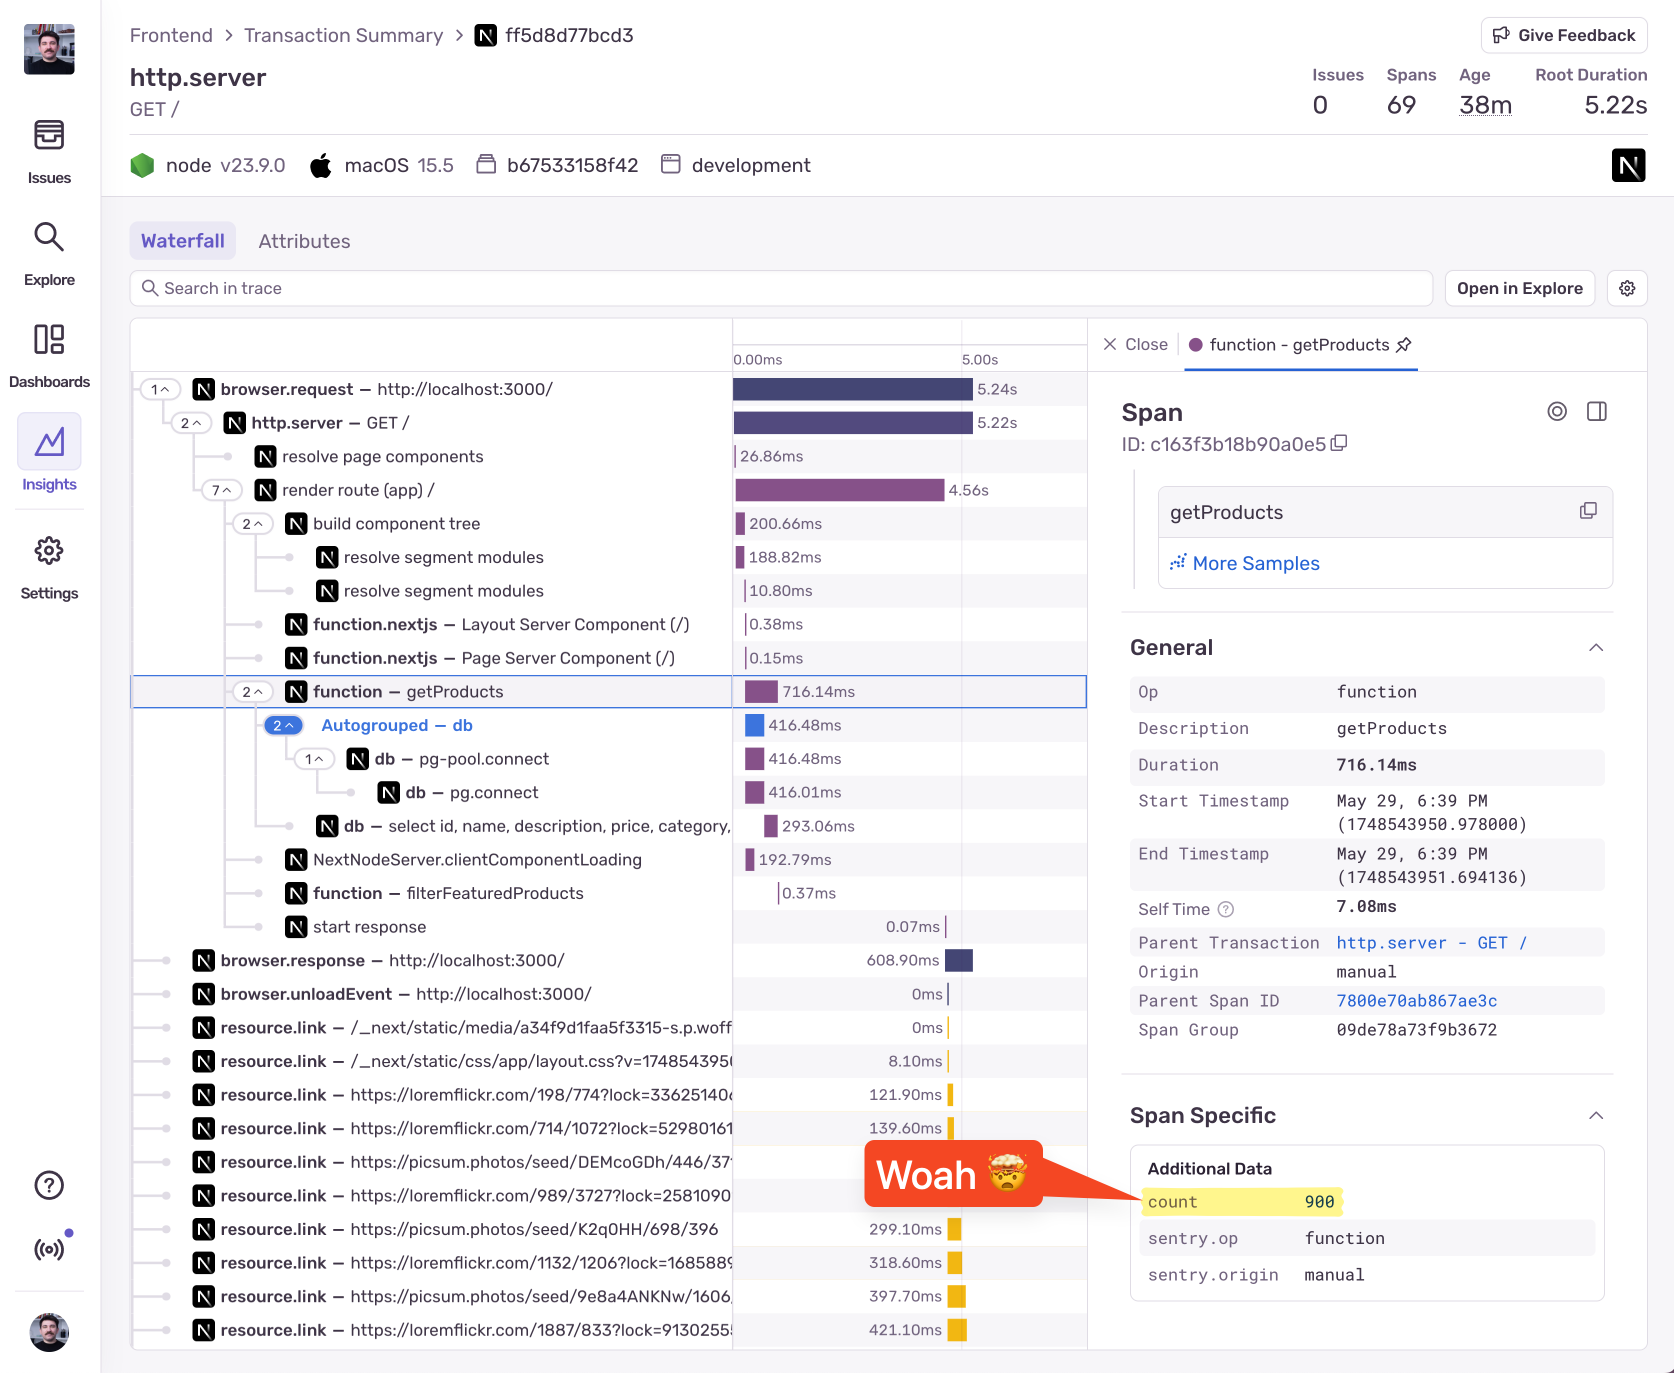 Frontend > Transaction Summary > ff5d8d77bcd3
Give Feedback
http.server
GET /
Issues Spans Age Root Duration
0 69 38m 5.22s
node v23.9.0 macOS 15.5 b67533158f42 development
Issues
Explore
Dashboards
Insights
Settings
Waterfall Attributes
Search in trace
Open in Explore
0.00ms 5.00s
1 browser.request — http://localhost:3000/ 5.24s
2 http.server — GET / 5.22s
resolve page components 26.86ms
7 render route (app) / 4.56s
2 build component tree 200.66ms
resolve segment modules 188.82ms
resolve segment modules 10.80ms
function.nextjs — Layout Server Component (/) 0.38ms
function.nextjs — Page Server Component (/) 0.15ms
2 function — getProducts 716.14ms
2 Autogrouped — db 416.48ms
1 db — pg-pool.connect 416.48ms
db — pg.connect 416.01ms
db — select id, name, description, price, category, 293.06ms
NextNodeServer.clientComponentLoading 192.79ms
function — filterFeaturedProducts 0.37ms
start response 0.07ms
browser.response — http://localhost:3000/ 608.90ms
browser.unloadEvent — http://localhost:3000/ 0ms
resource.link — /_next/static/media/a34f9d1faa5f3315-s.p.woff 0ms
resource.link — /_next/static/css/app/layout.css?v=174854395 8.10ms
resource.link — https://loremflickr.com/198/774?lock=33625140 121.90ms
resource.link — https://loremflickr.com/714/1072?lock=5298016 139.60ms
resource.link — https://picsum.photos/seed/DEMcoGDh/446/37
resource.link — https://loremflickr.com/989/3727?lock=2581090
resource.link — https://picsum.photos/seed/K2q0HH/698/396 299.10ms
resource.link — https://loremflickr.com/1132/1206?lock=168588 318.60ms
resource.link — https://picsum.photos/seed/9e8a4ANKNw/1606/ 397.70ms
resource.link — https://loremflickr.com/1887/833?lock=9130255 421.10ms
Woah 🤯
Close function - getProducts
Span
ID: c163f3b18b90a0e5
getProducts
More Samples
General
Op function
Description getProducts
Duration 716.14ms
Start Timestamp May 29, 6:39 PM
(1748543950.978000)
End Timestamp May 29, 6:39 PM
(1748543951.694136)
Self Time 7.08ms
Parent Transaction http.server - GET /
Origin manual
Parent Span ID 7800e70ab867ae3c
Span Group 09de78a73f9b3672
Span Specific
Additional Data
count 900
sentry.op function
sentry.origin manual